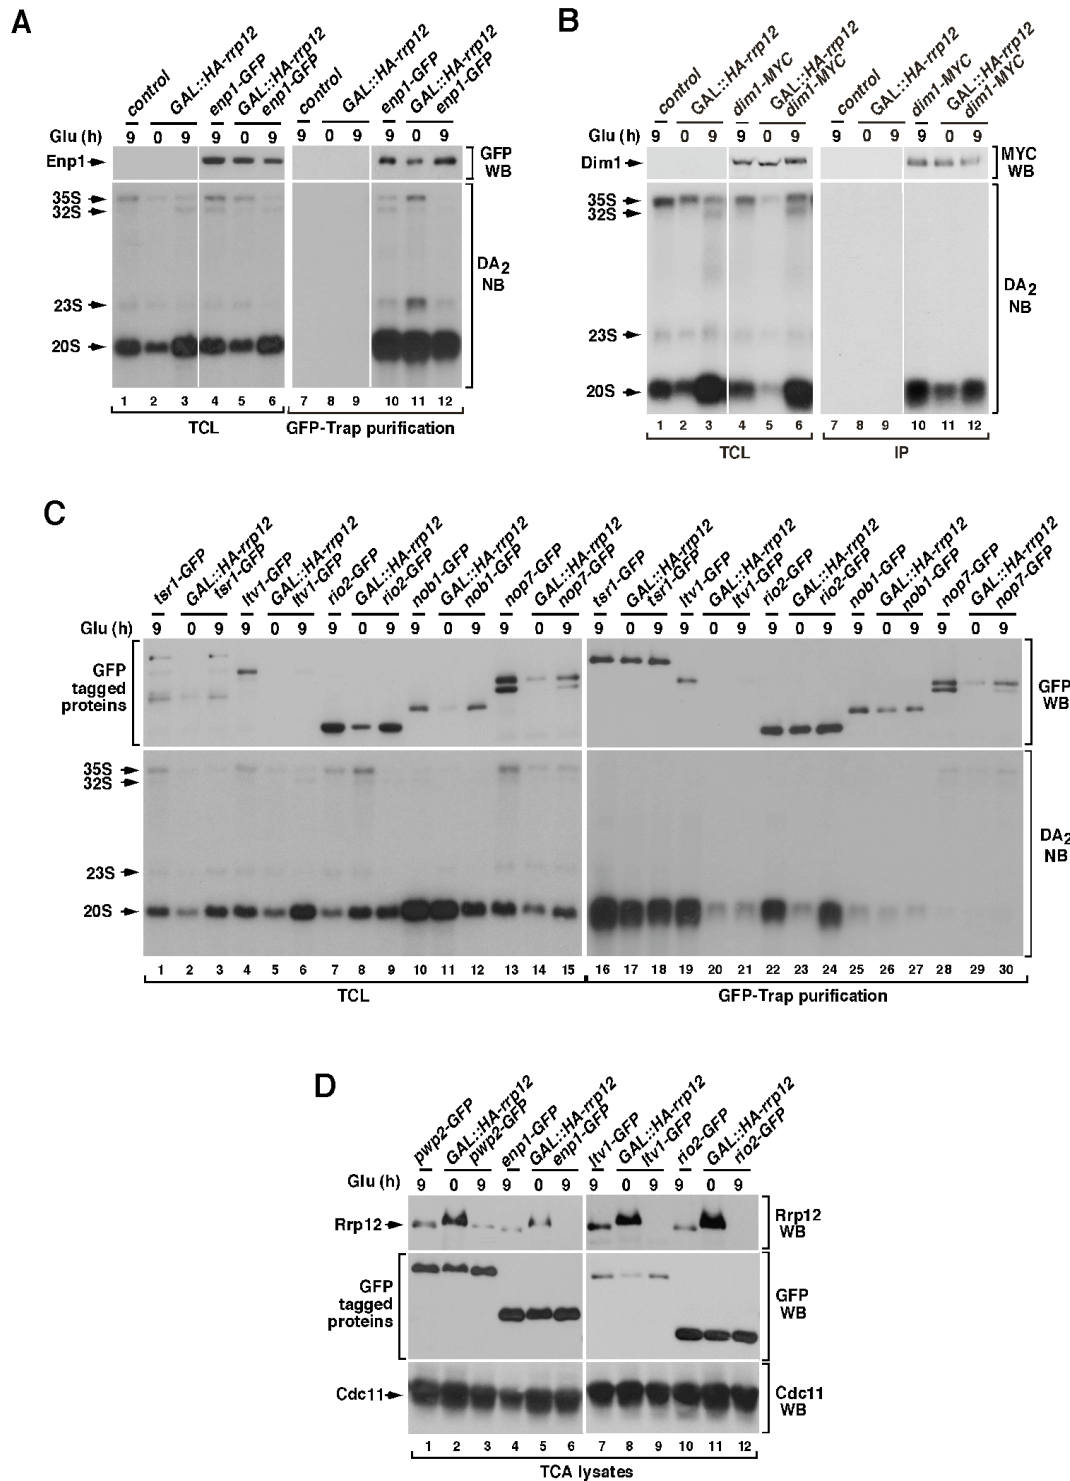 A
control
GAL::HA-rrp12
enp1-GFP
GAL::HA-rrp12
enp1-GFP
control
GAL::HA-rrp12
enp1-GFP
GAL::HA-rrp12
enp1-GFP
Glu (h) 9 0 9 9 0 9 9 0 9 9 0 9
Enp1
GFP
WB
35S
32S
23S
20S
DA2
NB
1 2 3 4 5 6 7 8 9 10 11 12
TCL GFP-Trap purification
B
control
GAL::HA-rrp12
dim1-MYC
GAL::HA-rrp12
dim1-MYC
control
GAL::HA-rrp12
dim1-MYC
GAL::HA-rrp12
dim1-MYC
Glu (h) 9 0 9 9 0 9 9 0 9 9 0 9
Dim1
MYC
WB
35S
32S
23S
20S
DA2
NB
1 2 3 4 5 6 7 8 9 10 11 12
TCL IP
C
tsr1-GFP
GAL::HA-rrp12
tsr1-GFP
ltv1-GFP
GAL::HA-rrp12
ltv1-GFP
rio2-GFP
GAL::HA-rrp12
rio2-GFP
nob1-GFP
GAL::HA-rrp12
nob1-GFP
nop7-GFP
GAL::HA-rrp12
nop7-GFP
tsr1-GFP
GAL::HA-rrp12
tsr1-GFP
ltv1-GFP
GAL::HA-rrp12
ltv1-GFP
rio2-GFP
GAL::HA-rrp12
rio2-GFP
nob1-GFP
GAL::HA-rrp12
nob1-GFP
nop7-GFP
GAL::HA-rrp12
nop7-GFP
Glu (h) 9 0 9 9 0 9 9 0 9 9 0 9 9 0 9 9 0 9 9 0 9 9 0 9 9 0 9 9 0 9
GFP
tagged
proteins
GFP
WB
35S
32S
23S
20S
DA2
NB
1 2 3 4 5 6 7 8 9 10 11 12 13 14 15 16 17 18 19 20 21 22 23 24 25 26 27 28 29 30
TCL GFP-Trap purification
D
pwp2-GFP
GAL::HA-rrp12
pwp2-GFP
enp1-GFP
GAL::HA-rrp12
enp1-GFP
ltv1-GFP
GAL::HA-rrp12
ltv1-GFP
rio2-GFP
GAL::HA-rrp12
rio2-GFP
Glu (h) 9 0 9 9 0 9 9 0 9 9 0 9
Rrp12
Rrp12
WB
GFP
tagged
proteins
GFP
WB
Cdc11
Cdc11
WB
1 2 3 4 5 6 7 8 9 10 11 12
TCA lysates